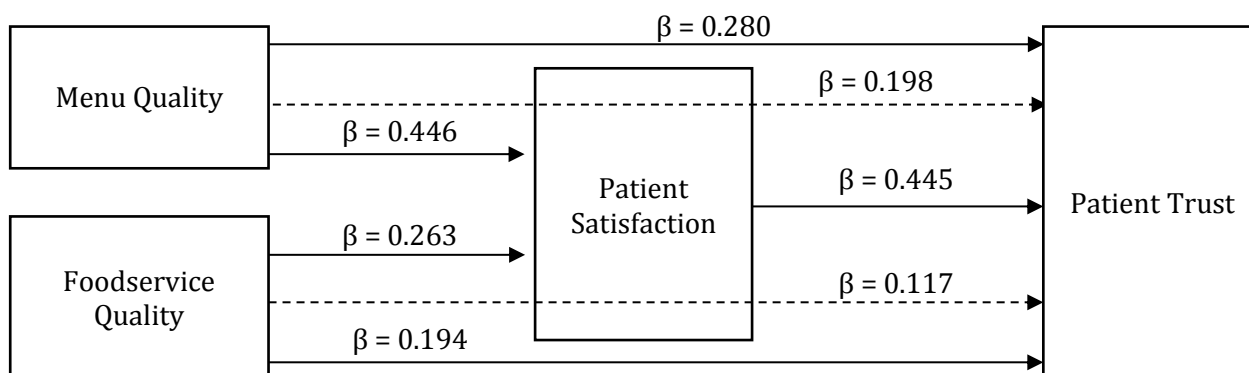 β = 0.280
Menu Quality
β = 0.198
β = 0.446
Patient
Satisfaction
β = 0.445
Patient Trust
β = 0.263
Foodservice
Quality
β = 0.117
β = 0.194